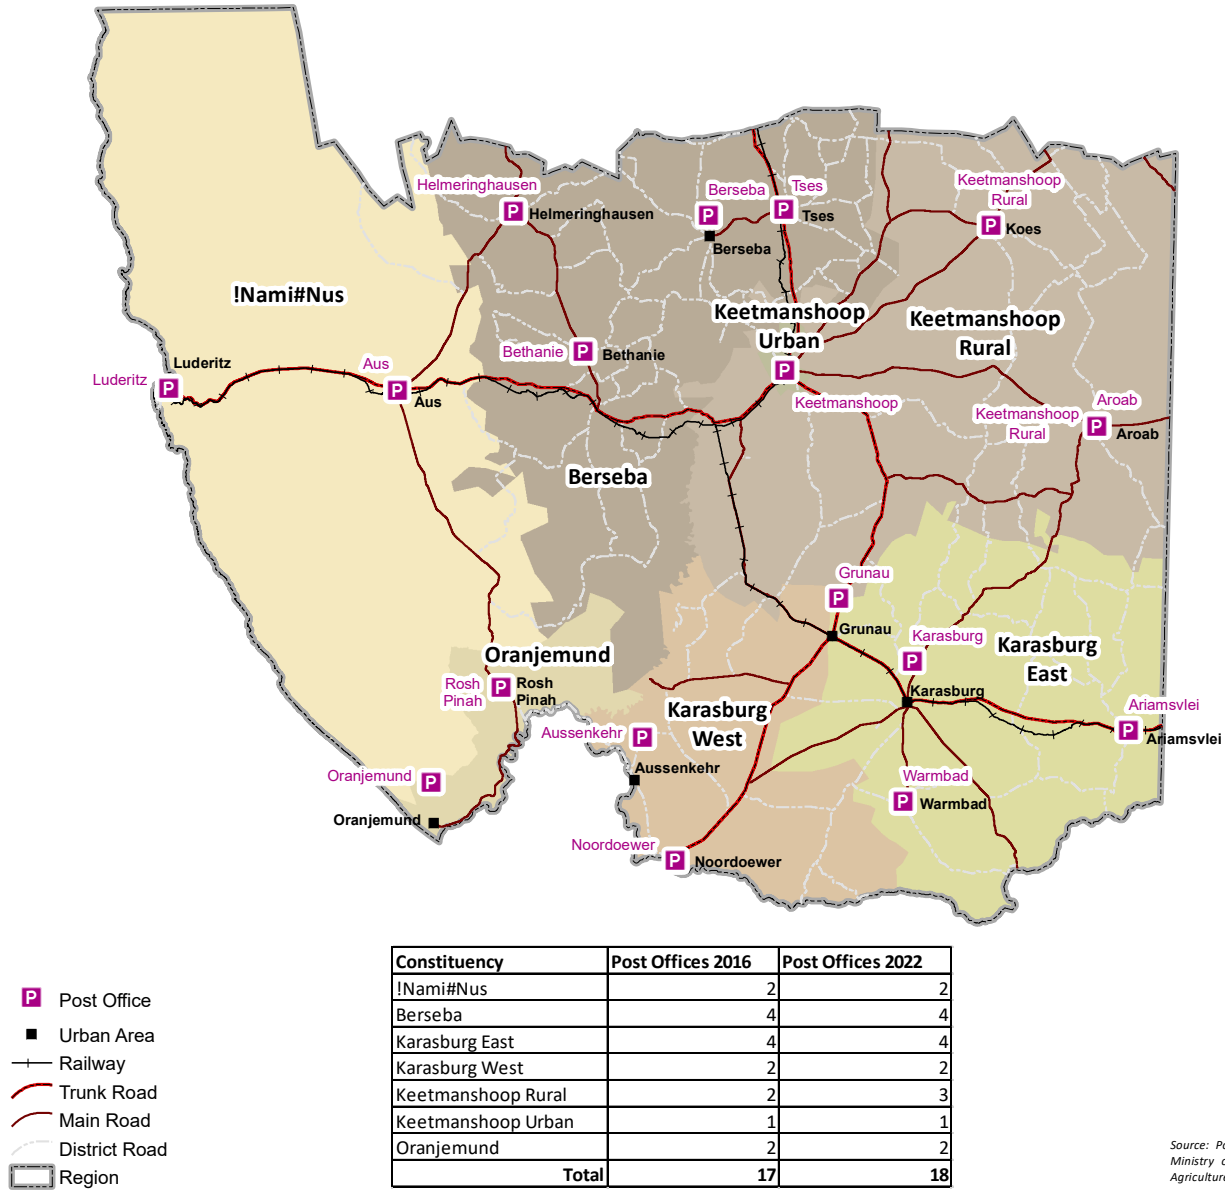 Helmeringhausen
Helmeringhausen
Berseba
Berseba
Tses
Tses
Keetmanshoop
Rural
Koes
!Nami#Nus
Keetmanshoop
Urban
Keetmanshoop
Rural
Luderitz
Luderitz
Aus
Aus
Bethanie
Bethanie
Keetmanshoop
Keetmanshoop
Rural
Aroab
Aroab
Berseba
Grunau
Grunau
Karasburg
Karasburg
Karasburg
East
Oranjemund
Rosh
Pinah
Rosh
Pinah
Karasburg
West
Aussenkehr
Aussenkehr
Ariamsvlei
Ariamsvlei
Oranjemund
Oranjemund
Warmbad
Warmbad
Noordoewer
Noordoewer
P Post Office
Urban Area
Railway
Trunk Road
Main Road
District Road
Region
Constituency Post Offices 2016 Post Offices 2022
!Nami#Nus 2 2
Berseba 4 4
Karasburg East 4 4
Karasburg West 2 2
Keetmanshoop Rural 2 3
Keetmanshoop Urban 1 1
Oranjemund 2 2
Total 17 18
Source:
Ministry
Agriculture